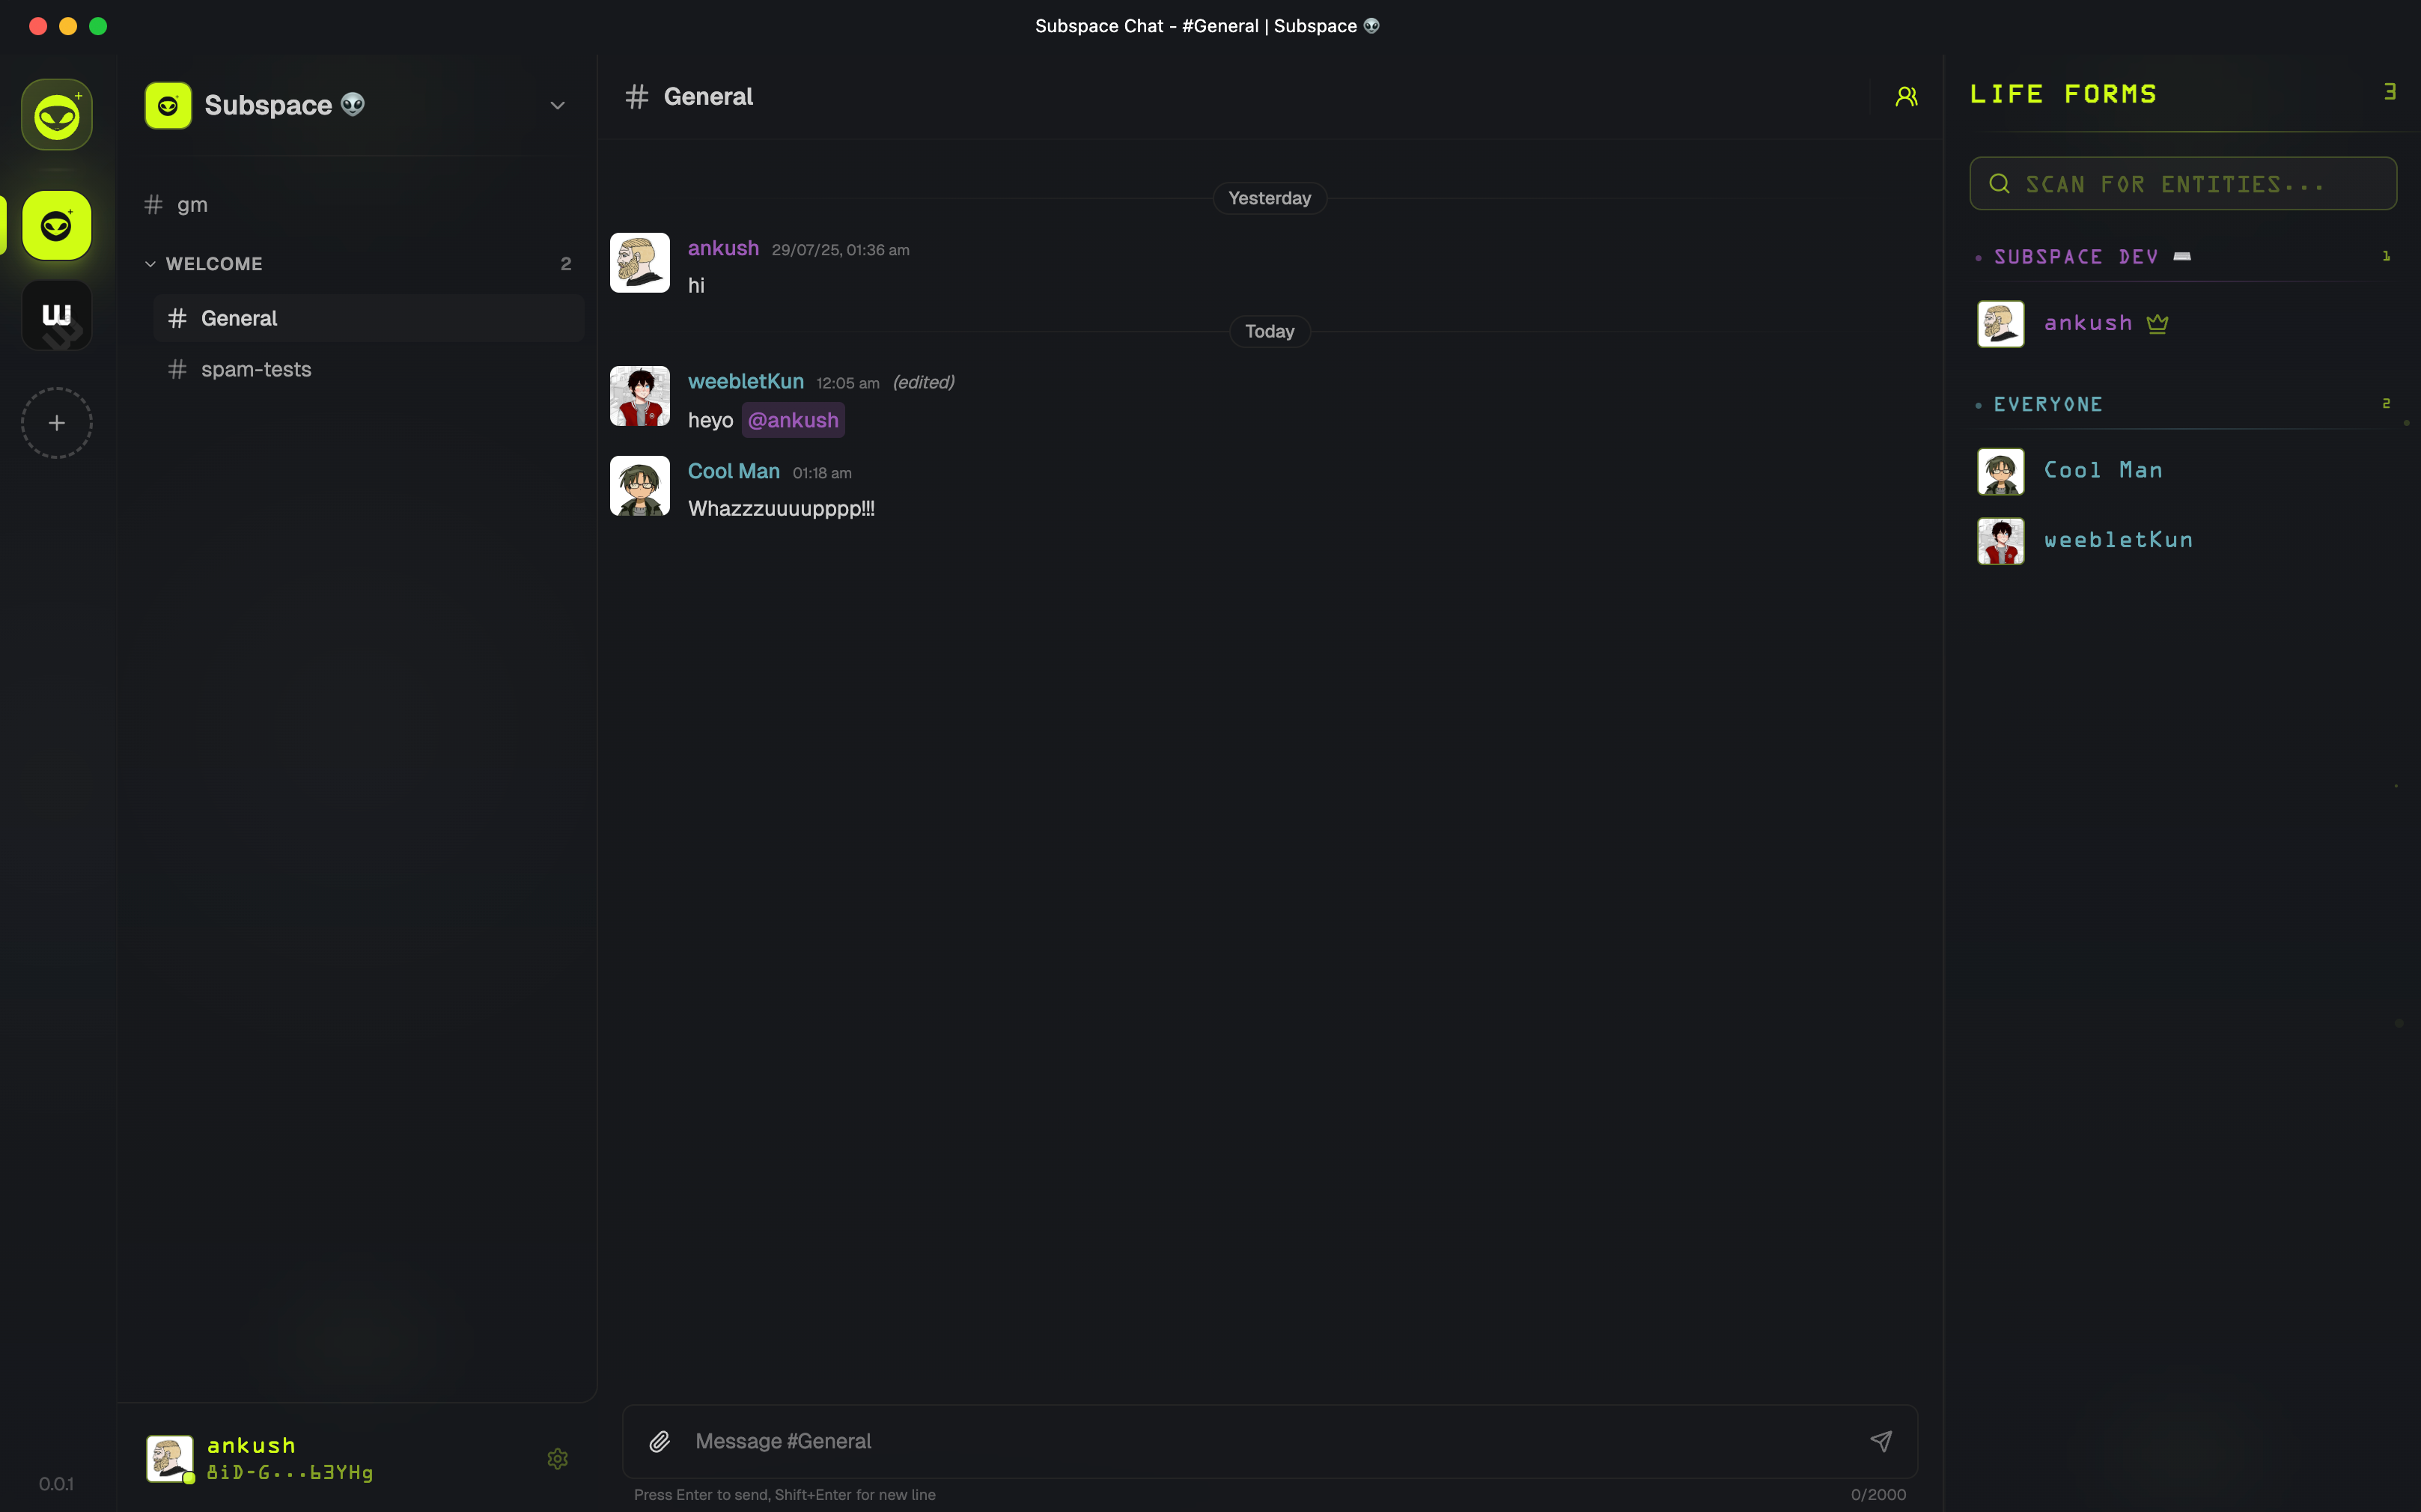 Subspace Chat - #General | Subspace 👽
Subspace 👽
# gm
WELCOME 2
# General
# spam-tests
ankush
8iD-G...b3YHg
0.0.1
# General
Yesterday
ankush 29/07/25, 01:36 am
hi
Today
weebletKun 12:05 am (edited)
heyo @ankush
Cool Man 01:18 am
Whazzzuuuupppp!!!
Message #General
Press Enter to send, Shift+Enter for new line 0/2000
LIFE FORMS 3
SCAN FOR ENTITIES...
SUBSPACE DEV 1
ankush
EVERYONE 2
Cool Man
weebletKun